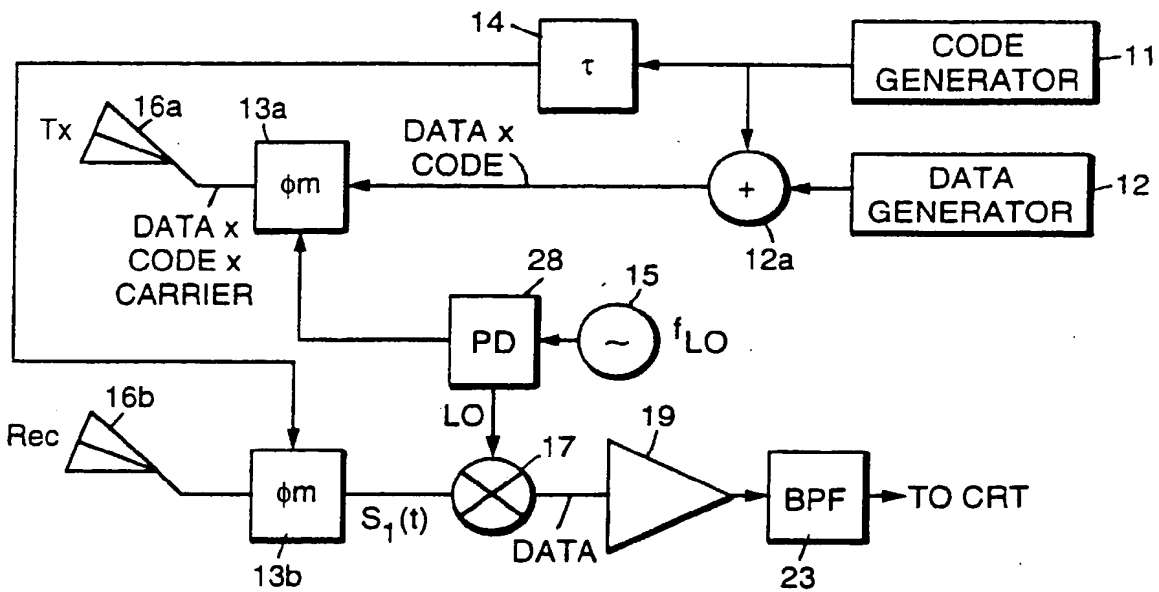 14
τ
CODE
GENERATOR
11
16a
Tx
13a
φm
DATA x
CODE
+
12a
DATA
GENERATOR
12
DATA x
CODE x
CARRIER
28
PD
15
~
fLO
LO
16b
Rec
φm
13b
S1(t)
17
DATA
19
BPF
23
TO CRT